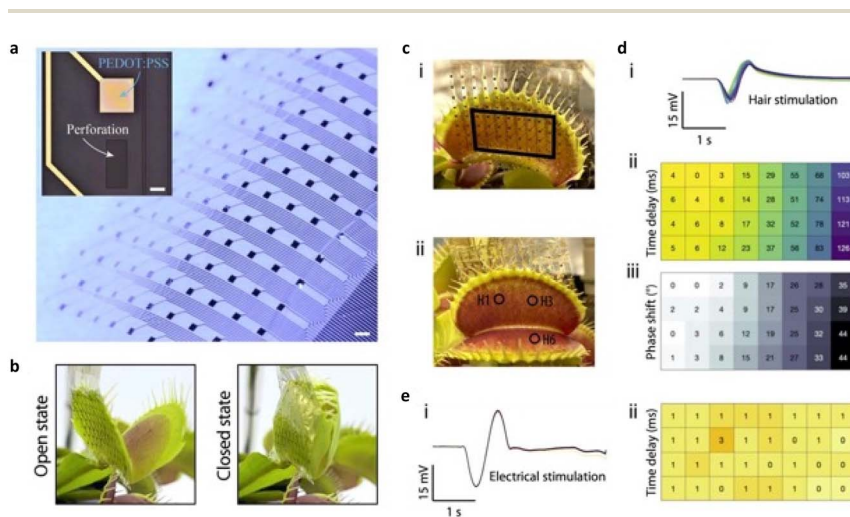 a
PEDOT:PSS
Perforation
b
Open state
Closed state
c
i
ii
H1
H3
H6
d
i
15 mV
1 s
Hair stimulation
ii
Time delay (ms)
4 0 3 15 29 55 68 103
6 4 6 14 28 51 74 113
4 6 8 17 32 52 78 121
5 6 12 23 37 56 83 126
iii
Phase shift (°)
0 0 2 9 17 26 28 35
2 2 4 9 17 25 30 39
0 3 6 12 19 25 32 44
1 3 8 15 21 27 33 44
e
i
15 mV
1 s
Electrical stimulation
ii
Time delay (ms)
1 1 1 1 1 1 1 1
1 1 3 1 1 0 1 0
1 1 1 1 0 1 1 0
1 1 0 1 1 1 0 0